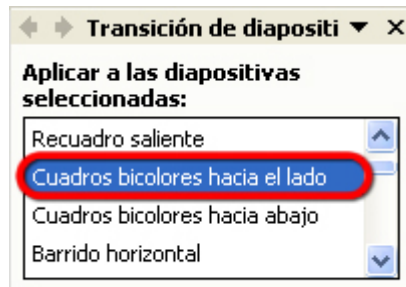 Transición de diapositi
Aplicar a las diapositivas
seleccionadas:
Recuadro saliente
Cuadros bicolores hacia el lado
Cuadros bicolores hacia abajo
Barrido horizontal